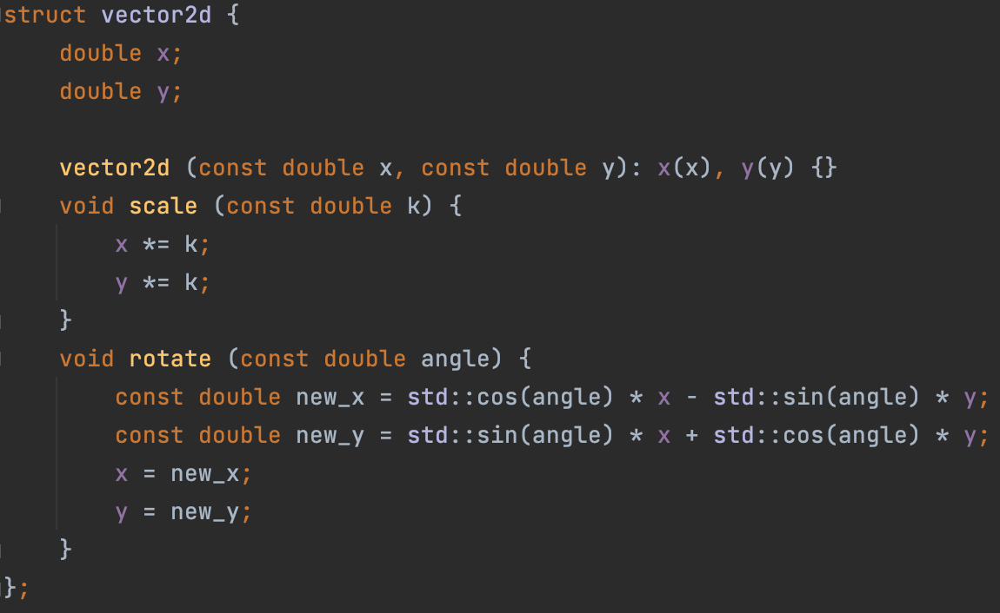 struct vector2d {
    double x;
    double y;

    vector2d (const double x, const double y): x(x), y(y) {}
    void scale (const double k) {
        x *= k;
        y *= k;
    }
    void rotate (const double angle) {
        const double new_x = std::cos(angle) * x - std::sin(angle) * y;
        const double new_y = std::sin(angle) * x + std::cos(angle) * y;
        x = new_x;
        y = new_y;
    }
};